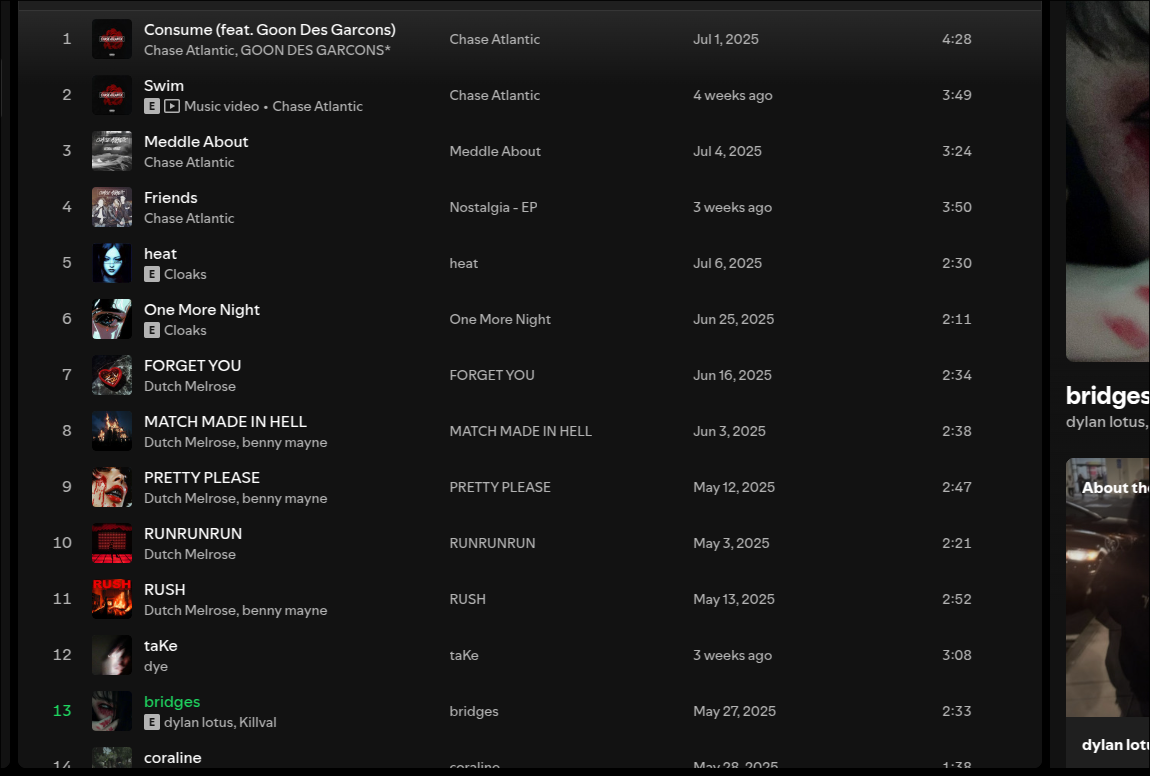 1
Consume (feat. Goon Des Garcons)
Chase Atlantic, GOON DES GARCONS*
Chase Atlantic
Jul 1, 2025
4:28
2
Swim
E Music video • Chase Atlantic
Chase Atlantic
4 weeks ago
3:49
3
Meddle About
Chase Atlantic
Meddle About
Jul 4, 2025
3:24
4
Friends
Chase Atlantic
Nostalgia - EP
3 weeks ago
3:50
5
heat
E Cloaks
heat
Jul 6, 2025
2:30
6
One More Night
E Cloaks
One More Night
Jun 25, 2025
2:11
7
FORGET YOU
Dutch Melrose
FORGET YOU
Jun 16, 2025
2:34
8
MATCH MADE IN HELL
Dutch Melrose, benny mayne
MATCH MADE IN HELL
Jun 3, 2025
2:38
9
PRETTY PLEASE
Dutch Melrose, benny mayne
PRETTY PLEASE
May 12, 2025
2:47
10
RUNRUNRUN
Dutch Melrose
RUNRUNRUN
May 3, 2025
2:21
11
RUSH
RUSH
Dutch Melrose, benny mayne
RUSH
May 13, 2025
2:52
12
taKe
dye
taKe
3 weeks ago
3:08
13
bridges
E dylan lotus, Killval
bridges
May 27, 2025
2:33
14
coraline
coraline
May 28, 2025
1:38
bridges
dylan lotus,
About the
dylan lotu